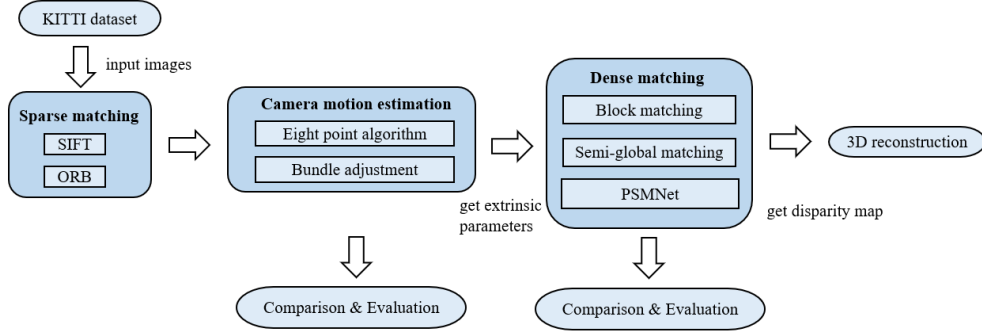 KITTI dataset
input images
Sparse matching
SIFT
ORB
Camera motion estimation
Eight point algorithm
Bundle adjustment
get extrinsic
parameters
Dense matching
Block matching
Semi-global matching
PSMNet
get disparity map
3D reconstruction
Comparison & Evaluation
Comparison & Evaluation